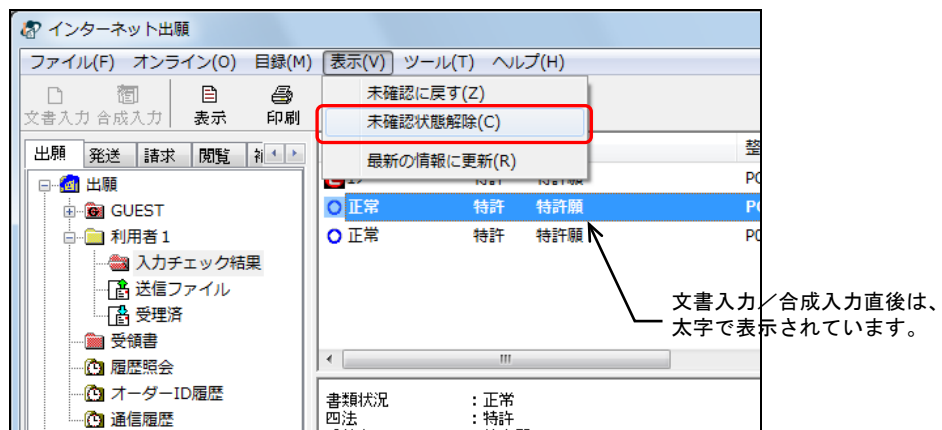 インターネット出願
ファイル(F) オンライン(O) 目録(M) 表示(V) ツール(T) ヘルプ(H)
文書入力 合成入力 表示 印刷
未確認に戻す(Z)
未確認状態解除(C)
最新の情報に更新(R)
出願 発送 請求 閲覧
出願
GUEST
利用者1
入力チェック結果
送信ファイル
受理済
受領書
履歴照会
オーダーID履歴
通信履歴
整
正常 特許 特許願
正常 特許 特許願
文書入力/合成入力直後は、
太字で表示されています。
書類状況 :正常
四法 :特許